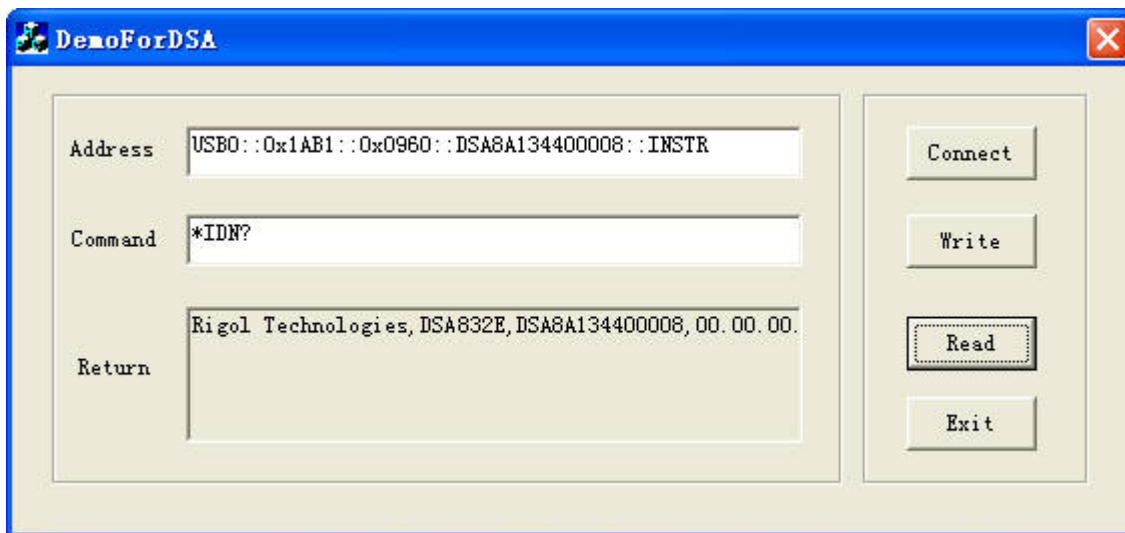 DemoForDSA
Address
USB0::0x1AB1::0x0960::DSA8A134400008::INSTR
Connect
Command
*IDN?
Write
Return
Rigol Technologies,DSA832E,DSA8A134400008,00.00.00.
Read
Exit